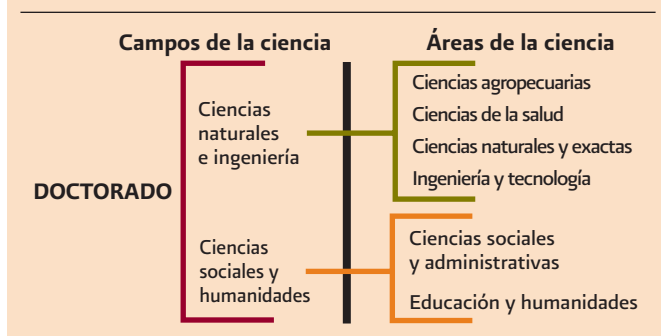 Campos de la ciencia
Áreas de la ciencia
DOCTORADO
Ciencias
naturales
e ingeniería
Ciencias agropecuarias
Ciencias de la salud
Ciencias naturales y exactas
Ingeniería y tecnología
Ciencias
sociales y
humanidades
Ciencias sociales
y administrativas
Educación y humanidades